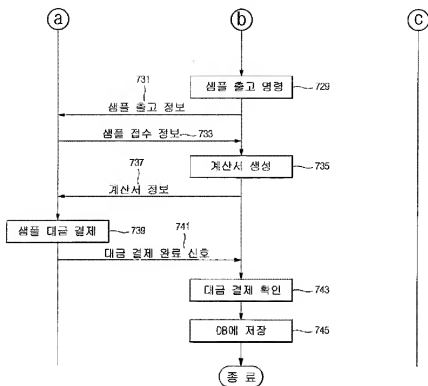 a b c
샘플 출고 명령 729
731
샘플 출고 정보
샘플 접수 정보 733
737
계산서 생성 735
계산서 정보
샘플 대금 결제 739
741
대금 결제 완료 신호
대금 결제 확인 743
DB에 저장 745
종료